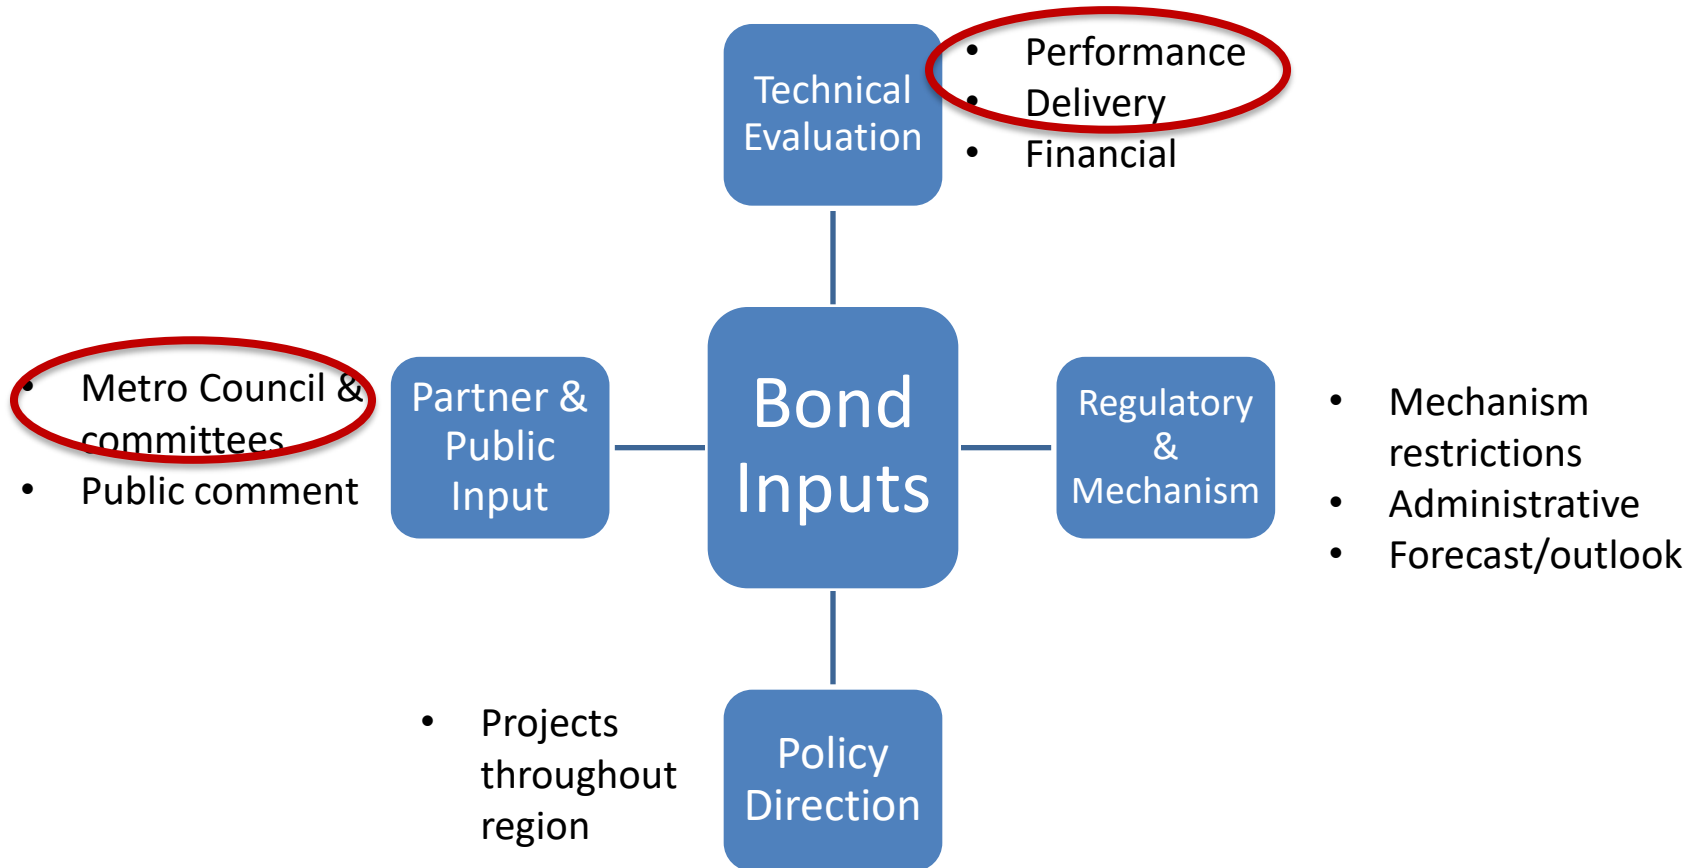 Technical
Evaluation
• Performance
• Delivery
• Financial
• Metro Council &
committees
• Public comment
Partner &
Public
Input
Bond
Inputs
Regulatory
&
Mechanism
• Mechanism
restrictions
• Administrative
• Forecast/outlook
• Projects
throughout
region
Policy
Direction